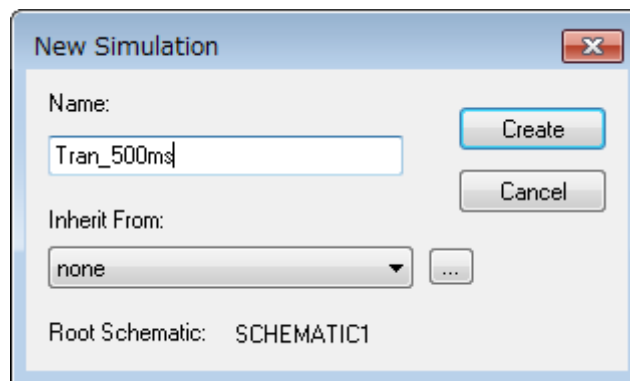 New Simulation
Name:
Tran_500ms
Create
Cancel
Inherit From:
none
...
Root Schematic: SCHEMATIC1